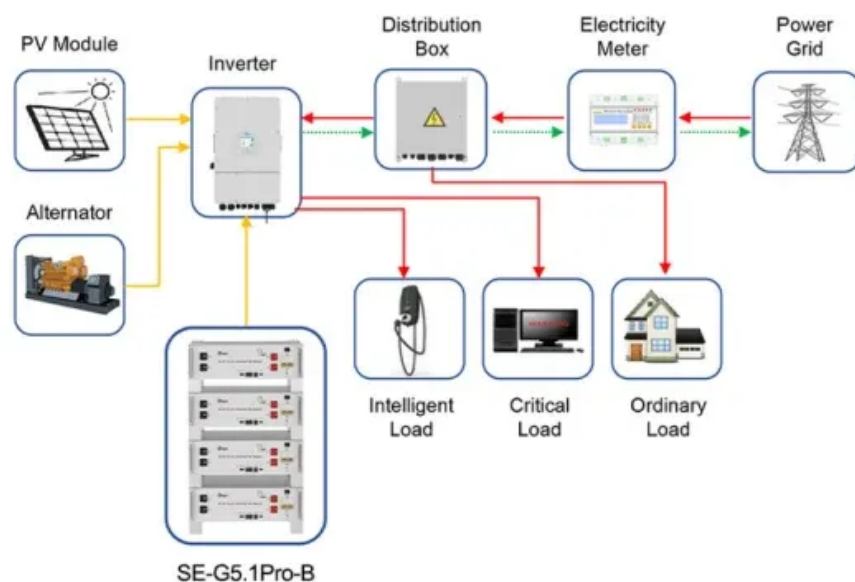 PV Module
Inverter
Distribution
Box
Electricity
Meter
Power
Grid
Alternator
Intelligent
Load
Critical
Load
Ordinary
Load
SE-G5.1Pro-B